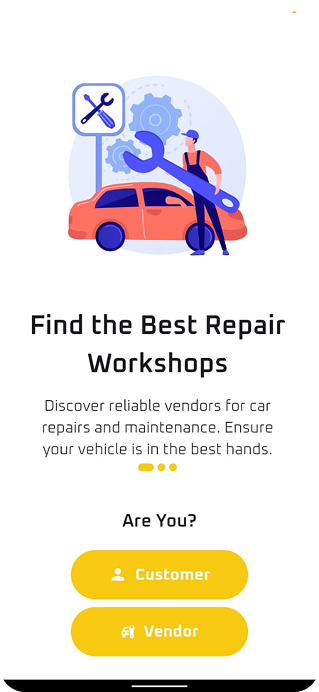 Find the Best Repair
Workshops
Discover reliable vendors for car
repairs and maintenance. Ensure
your vehicle is in the best hands.
Are You?
Customer
Vendor